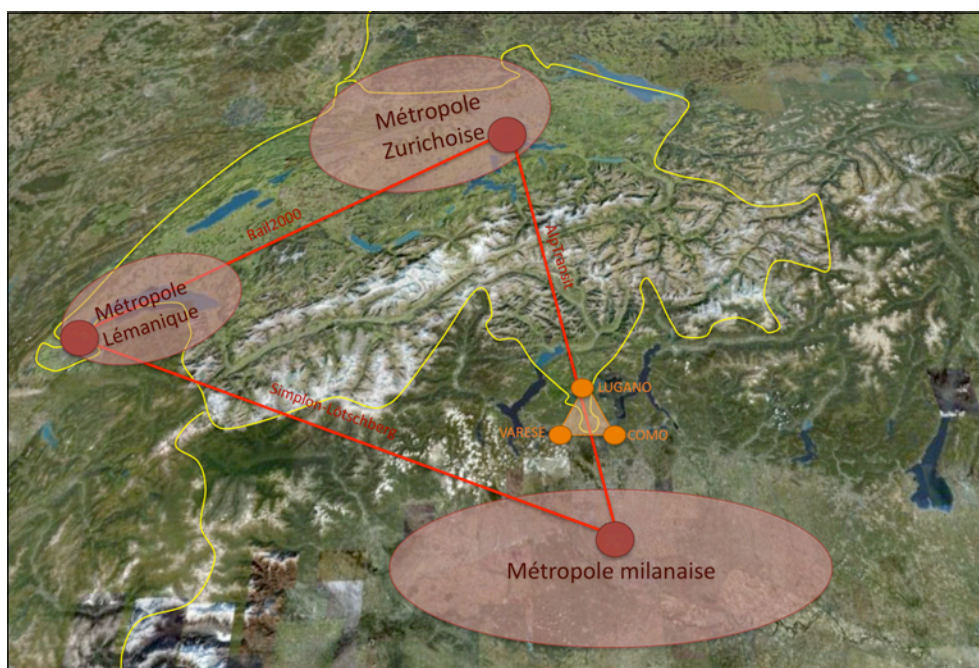 Métropole
Zurichoise
Rail2000
AlpTransit
Métropole
Lémanique
Simplon-Lötschberg
LUGANO
VARESE
COMO
Métropole milanaise